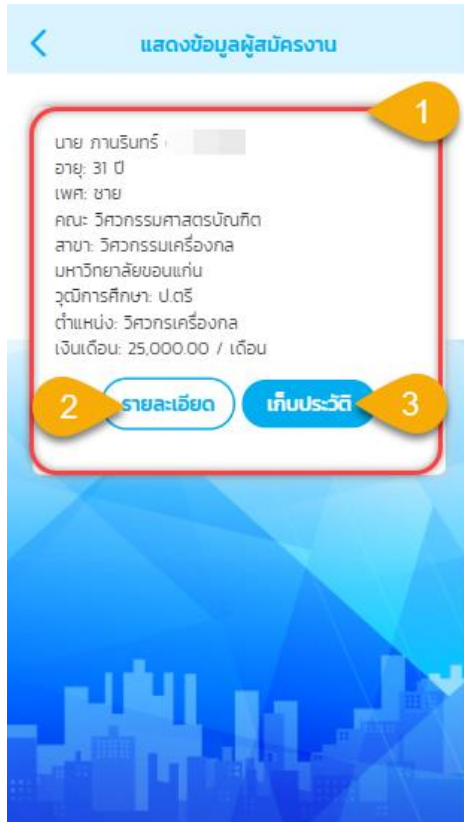 แสดงข้อมูลผู้สมัครงาน
1
นาย ภานรินทร์
อายุ: 31 ปี
เพศ: ชาย
คณะ: วิศวกรรมศาสตรบัณฑิต
สาขา: วิศวกรรมเครื่องกล
มหาวิทยาลัยขอนแก่น
วุฒิการศึกษา: ป.ตรี
ตำแหน่ง: วิศวกรเครื่องกล
เงินเดือน: 25,000.00 / เดือน
2 รายละเอียด เก็บประวัติ 3